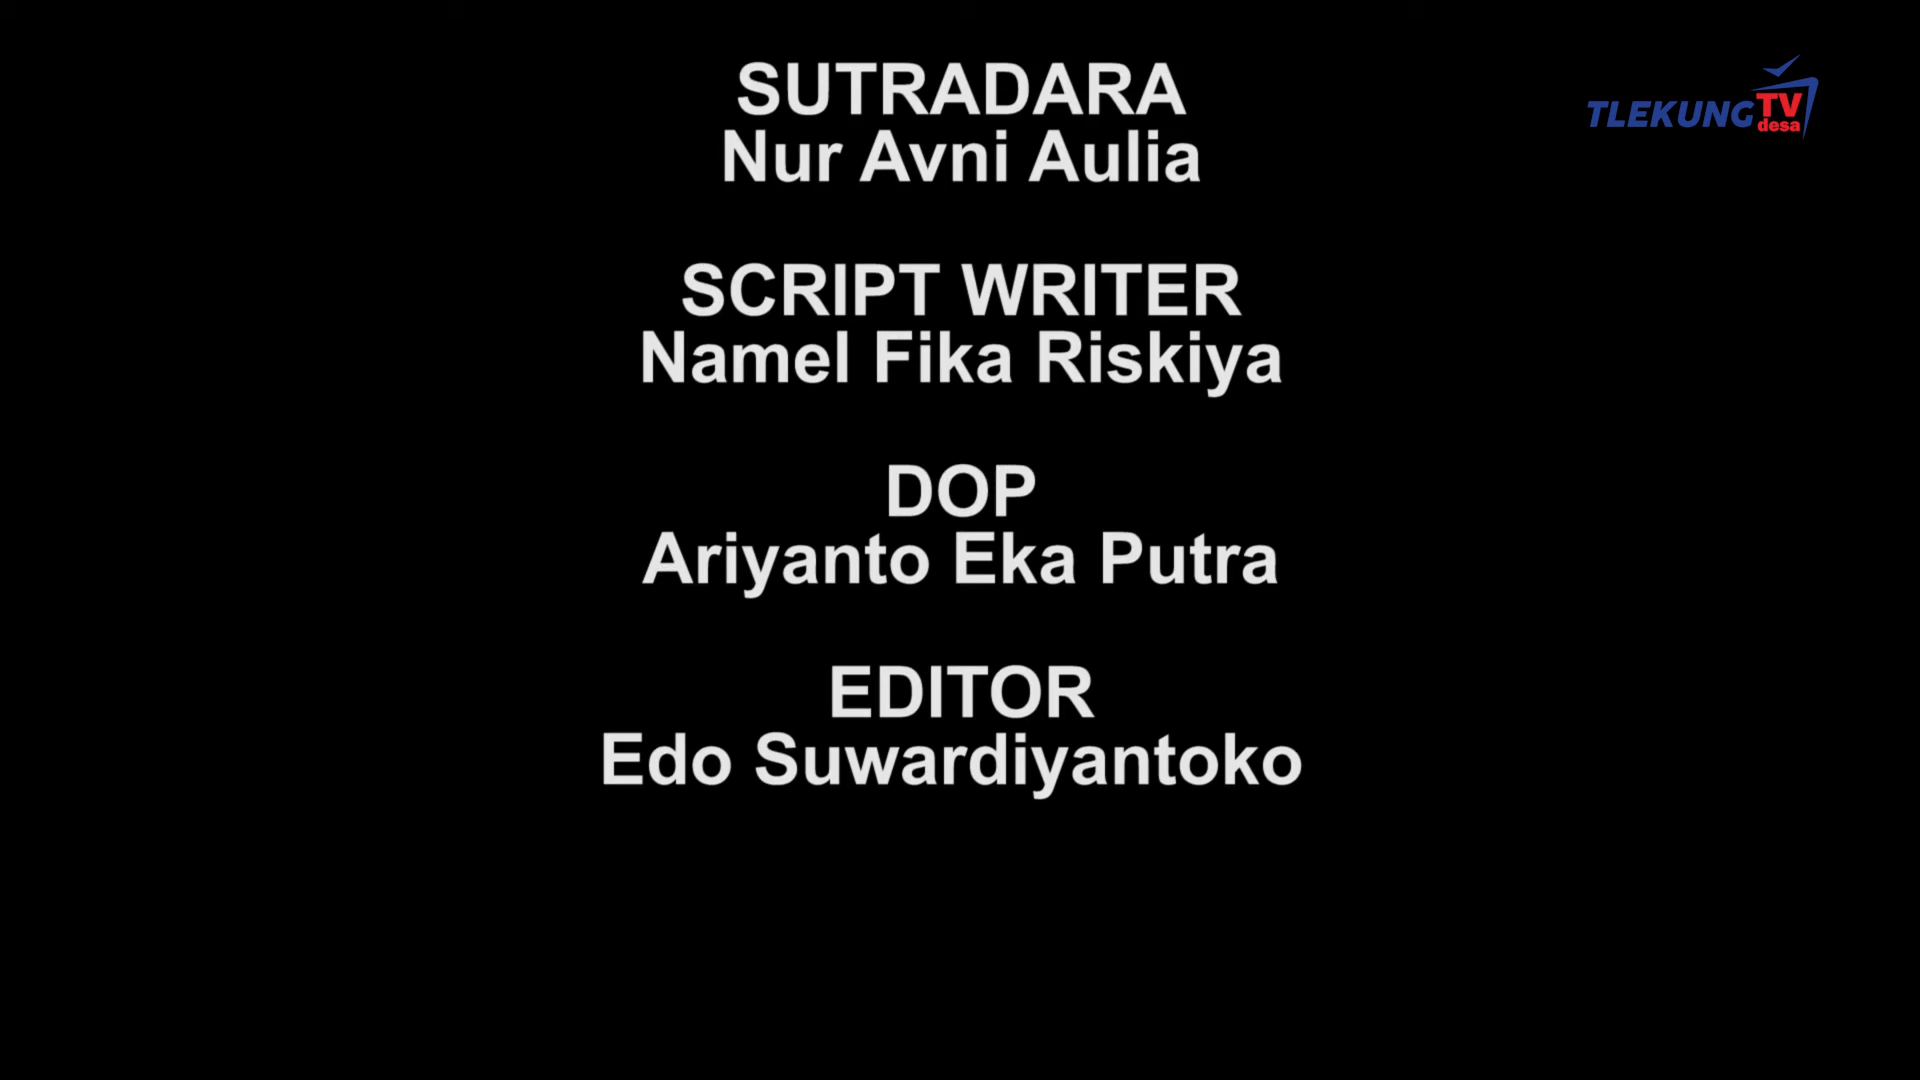 SUTRADARA
Nur Avni Aulia
SCRIPT WRITER
Namel Fika Riskiya
DOP
Ariyanto Eka Putra
EDITOR
Edo Suwardiyantoko
TLEKUNG TV
desa